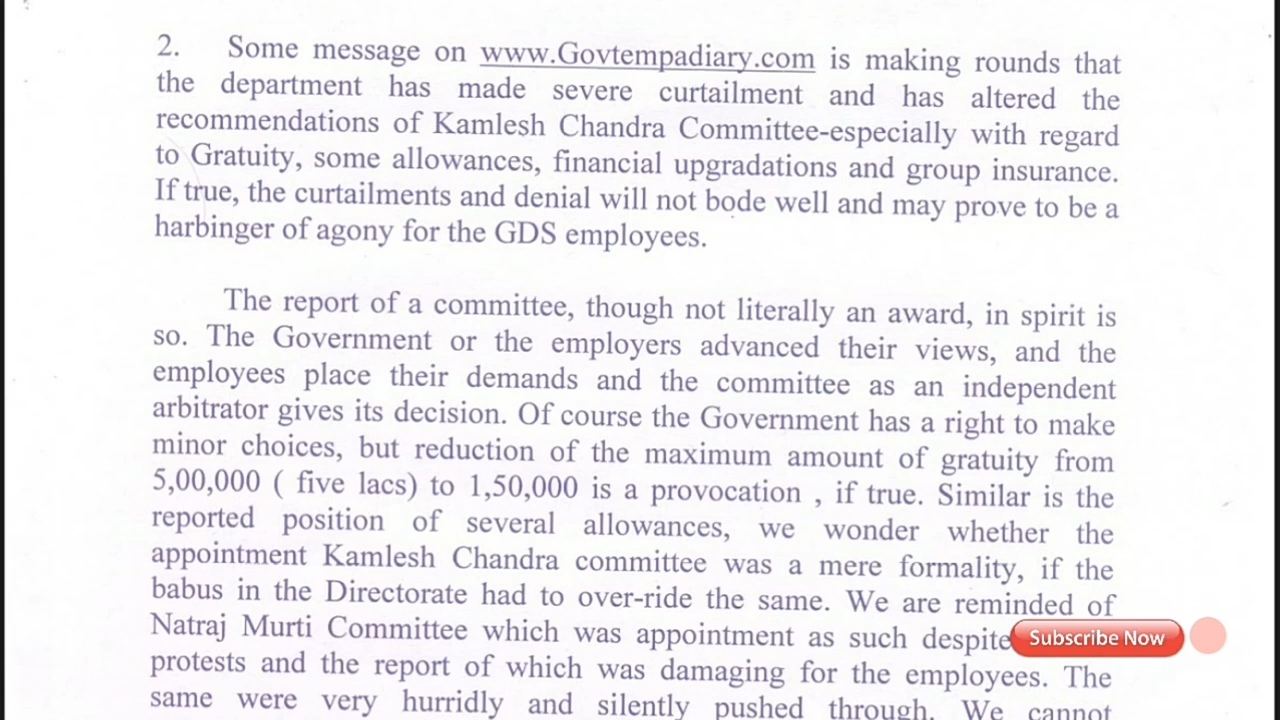 2. Some message on www.Govtempadiary.com is making rounds that
the department has made severe curtailment and has altered the
recommendations of Kamlesh Chandra Committee-especially with regard
to Gratuity, some allowances, financial upgradations and group insurance.
If true, the curtailments and denial will not bode well and may prove to be a
harbinger of agony for the GDS employees.
The report of a committee, though not literally an award, in spirit is
so. The Government or the employers advanced their views, and the
employees place their demands and the committee as an independent
arbitrator gives its decision. Of course the Government has a right to make
minor choices, but reduction of the maximum amount of gratuity from
5,00,000 ( five lacs) to 1,50,000 is a provocation , if true. Similar is the
reported position of several allowances, we wonder whether the
appointment Kamlesh Chandra committee was a mere formality, if the
babus in the Directorate had to over-ride the same. We are reminded of
Natraj Murti Committee which was appointment as such despite
Subscribe Now
protests and the report of which was damaging for the employees. The
same were very hurridly and silently pushed through. We cannot